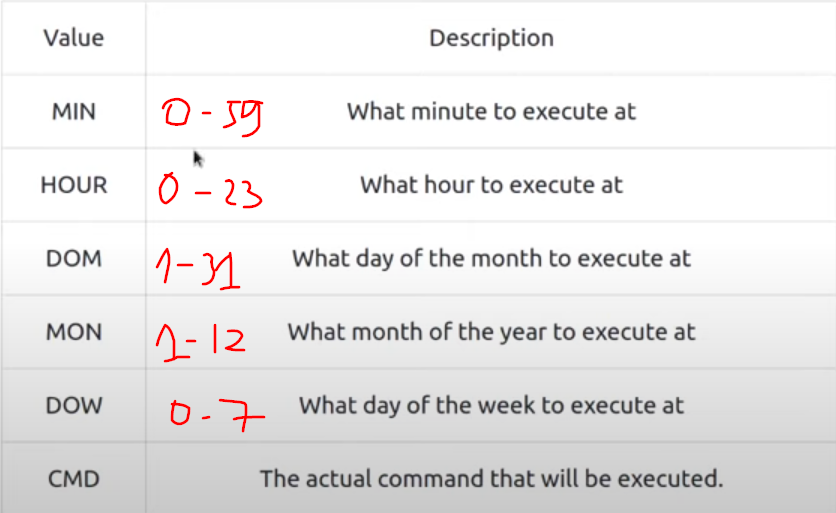 Value Description
MIN 0-59 What minute to execute at
HOUR 0-23 What hour to execute at
DOM 1-31 What day of the month to execute at
MON 1-12 What month of the year to execute at
DOW 0-7 What day of the week to execute at
CMD The actual command that will be executed.